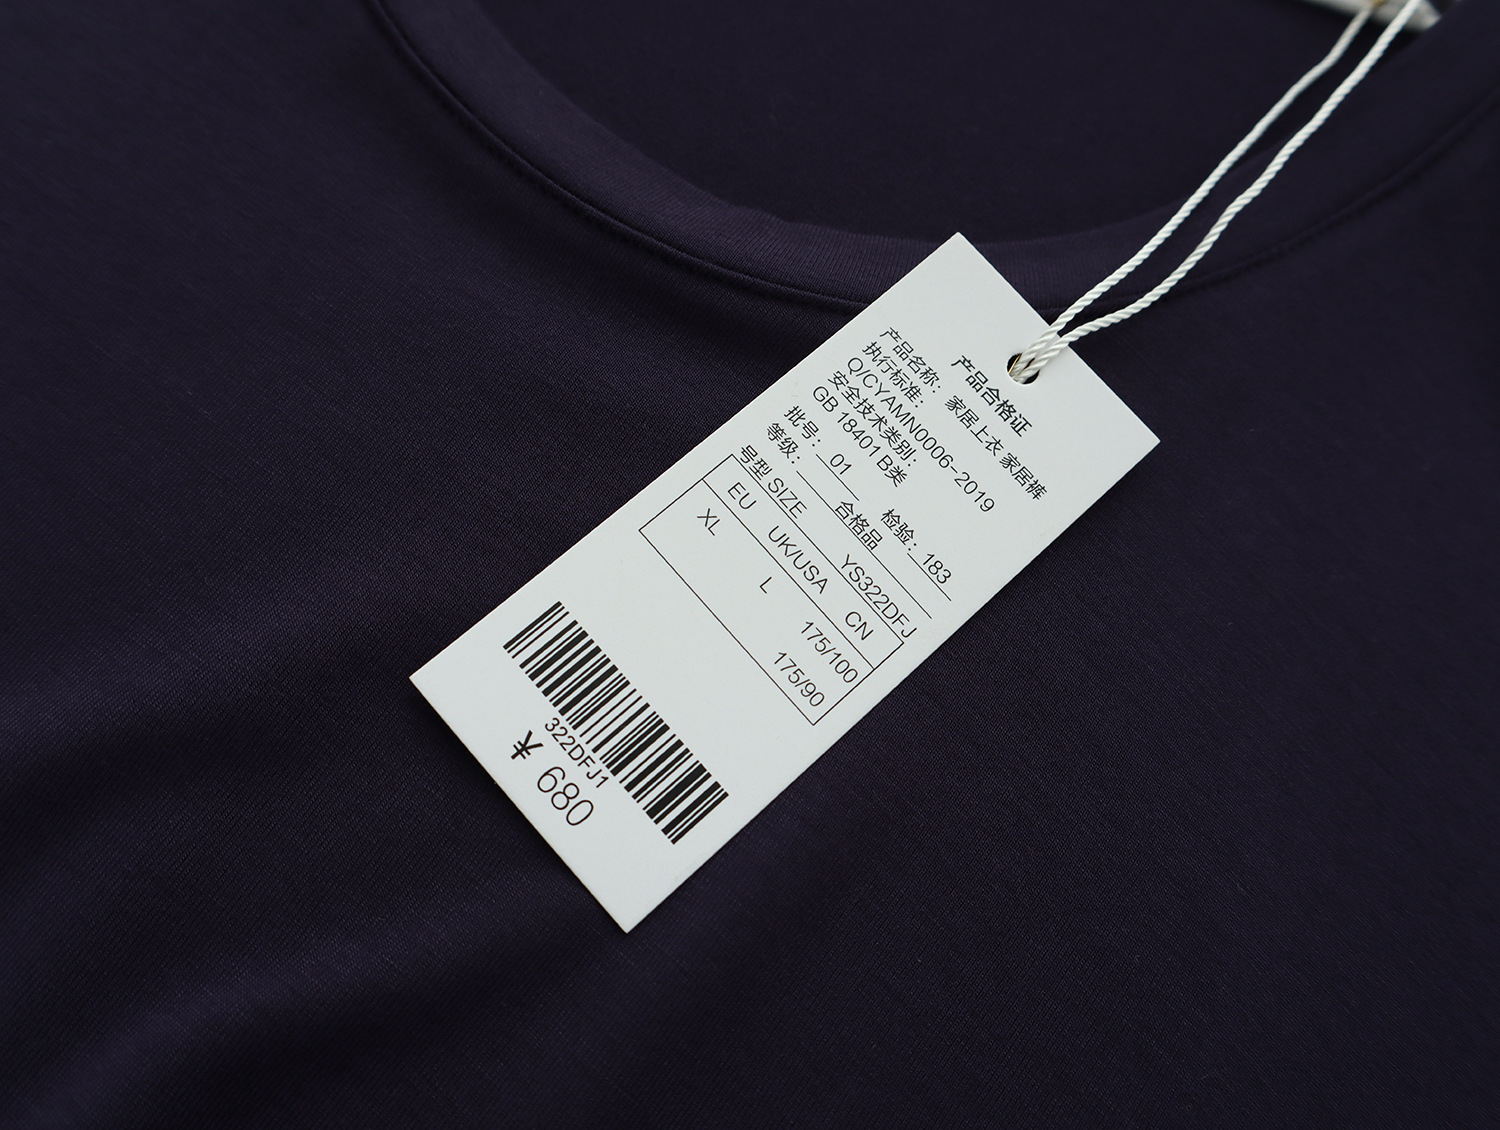 产品合格证
产品名称：家居上衣 家居裤
执行标准：
Q/CYAMN0006-2019
安全技术类别：
GB 18401 B类
批号： 01 检验： 183
等级： 合格品
号型 SIZE YS322DFJ
EU UK/USA CN
XL L 175/100
175/90
322DFJ1
¥ 680